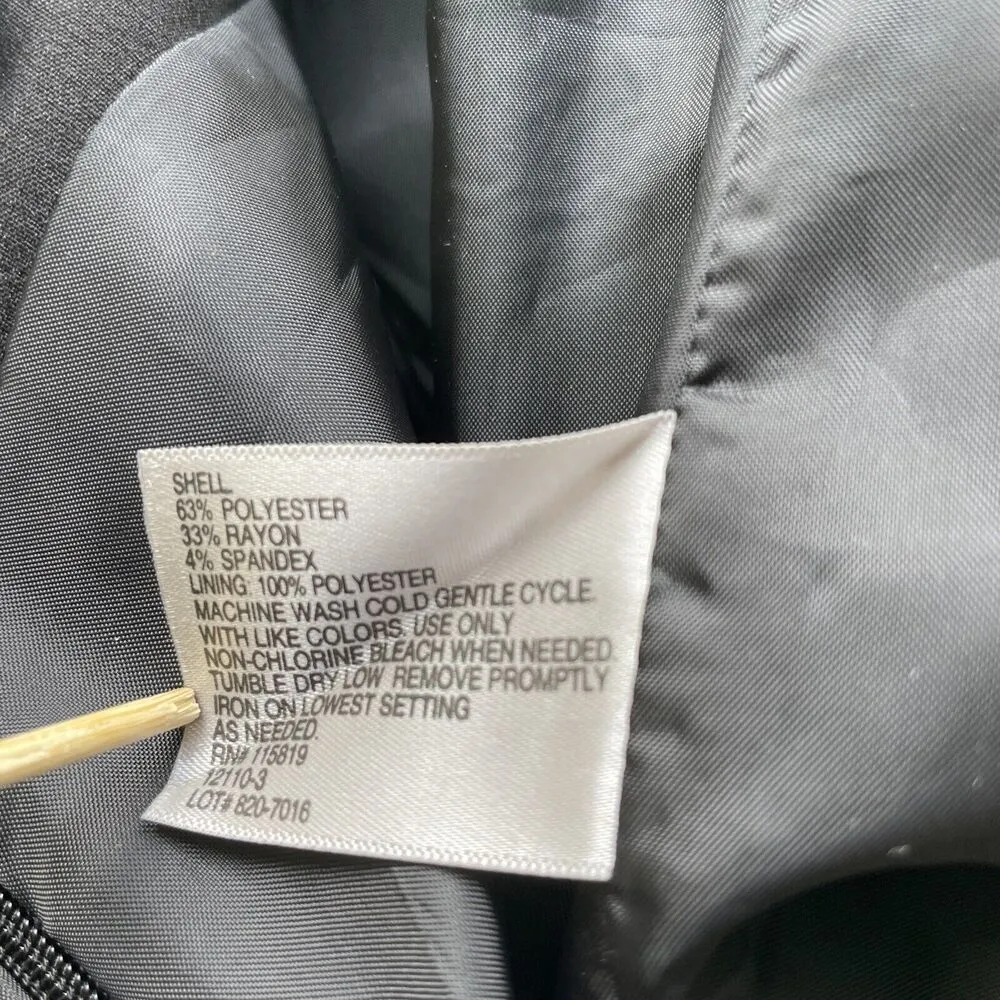 SHELL
63% POLYESTER
33% RAYON
4% SPANDEX
LINING: 100% POLYESTER
MACHINE WASH COLD GENTLE CYCLE.
WITH LIKE COLORS. USE ONLY
NON-CHLORINE BLEACH WHEN NEEDED
TUMBLE DRY LOW REMOVE PROMPTLY
IRON ON LOWEST SETTING
AS NEEDED.
RN# 115819
12110-3
LOT# 820-7016